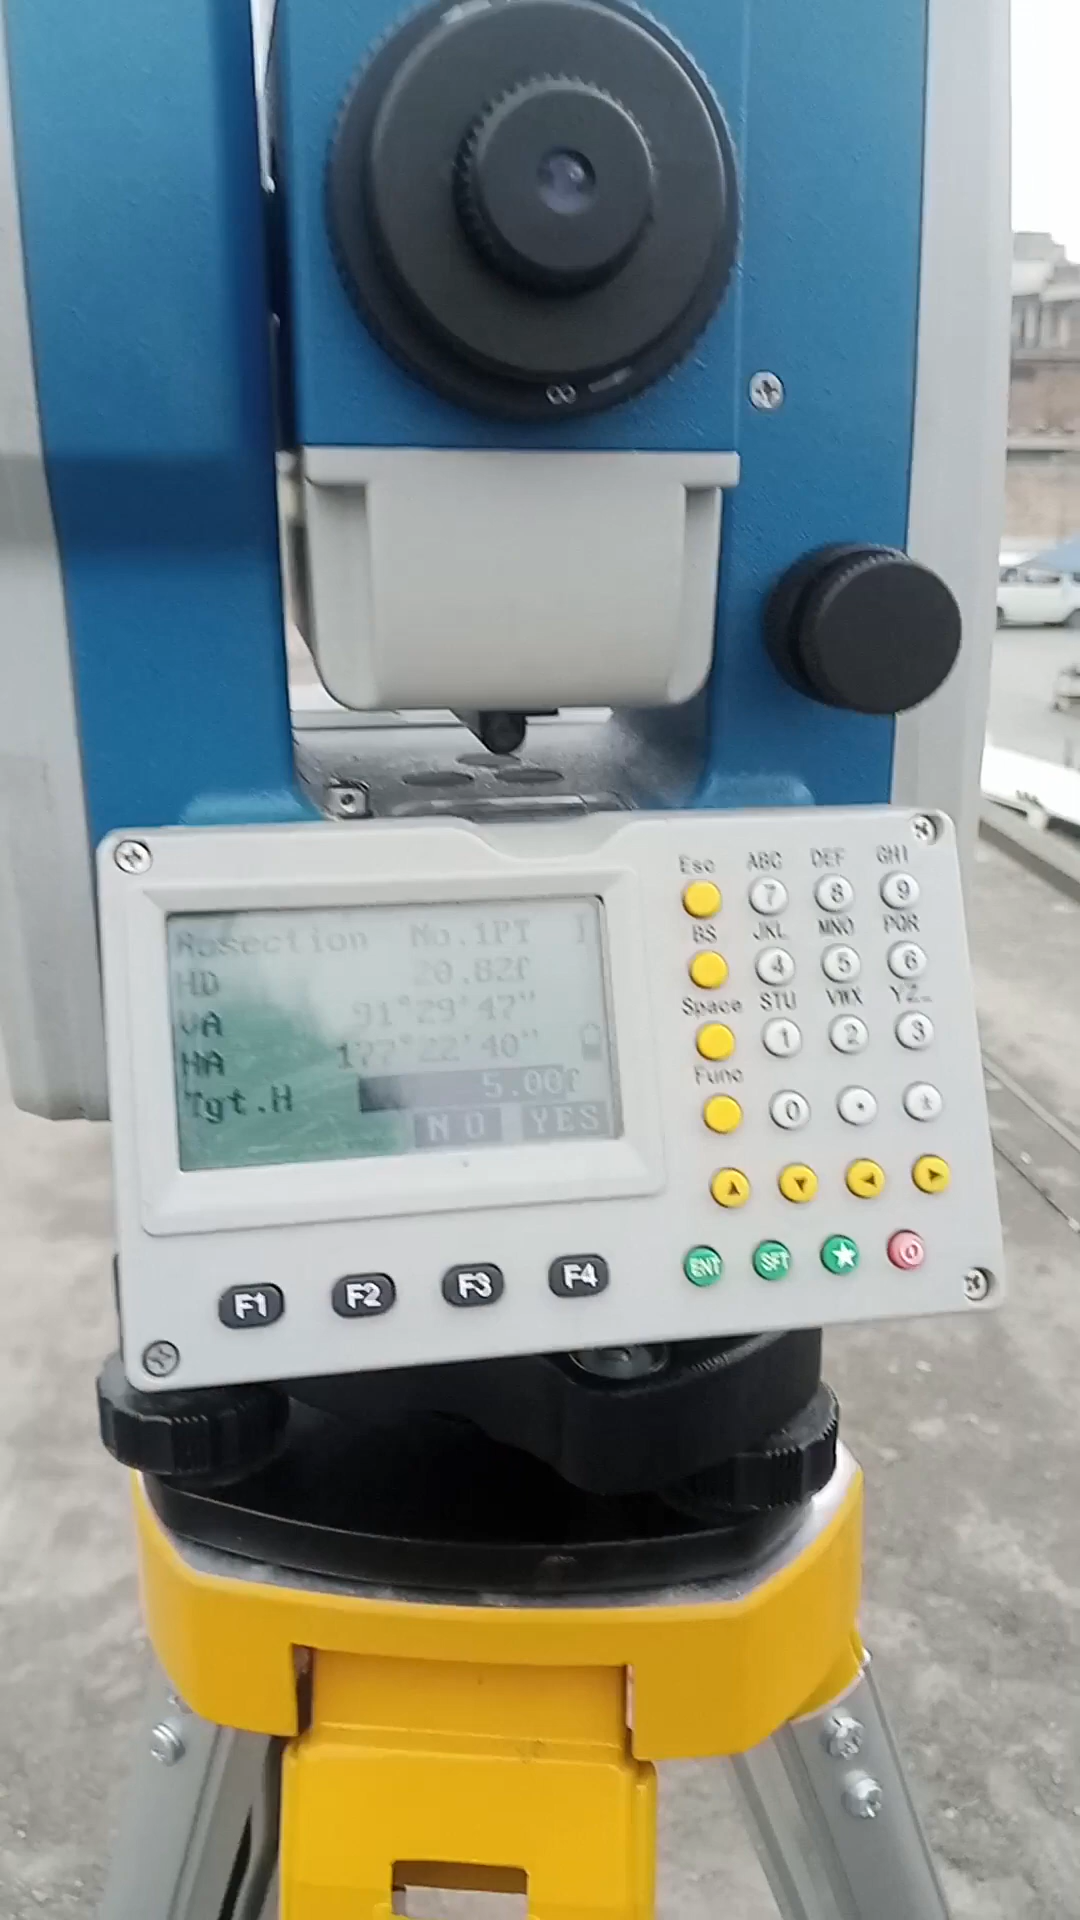 ∞
Resection No.1PT I
HD 20.82f
VA 91°29'47"
HA 177°22'40"
Tgt.H 5.00f
NO YES
Esc ABC DEF GHI
7 8 9
BS JKL MNO PQR
4 5 6
Space STU VWX YZ_
1 2 3
Func
0 • ±
▲ ▼ ◀ ▶
ENT SFT ★
F1 F2 F3 F4